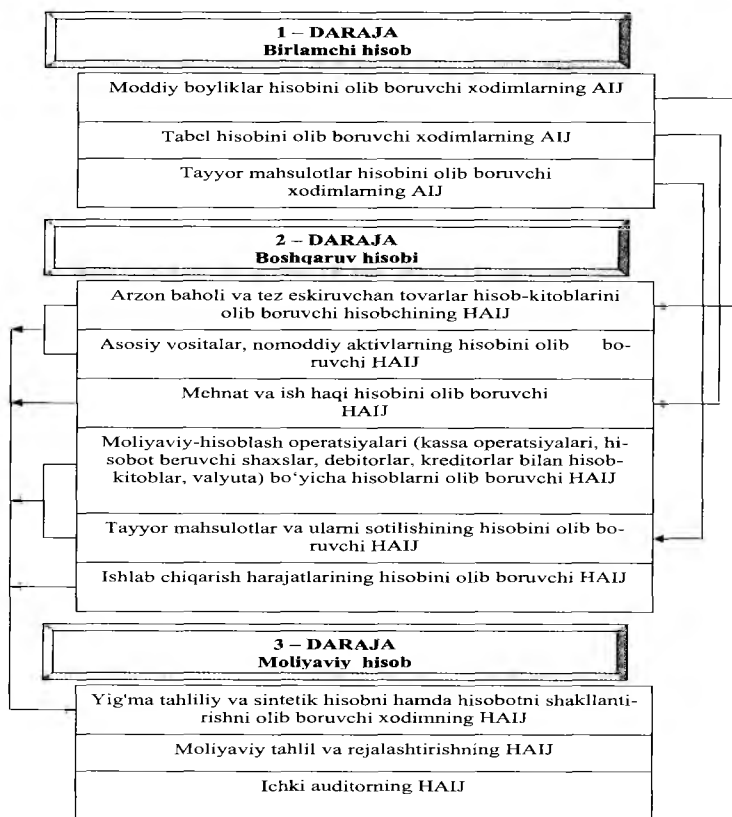 1 – DARAJA
Birlamchi hisob
Moddiy boyliklar hisobini olib boruvchi xodimlarning AIJ
Tabel hisobini olib boruvchi xodimlarning AIJ
Tayyor mahsulotlar hisobini olib boruvchi
xodimlarning AIJ
2 – DARAJA
Boshqaruv hisobi
Arzon baholi va tez eskiruvchan tovarlar hisob-kitoblarini
olib boruvchi hisobchining HAIJ
Asosiy vositalar, nomoddiy aktivlarning hisobini olib bo-
ruvchi HAIJ
Mehnat va ish haqi hisobini olib boruvchi
HAIJ
Moliyaviy-hisoblash operatsiyalari (kassa operatsiyalari, hi-
sobot beruvchi shaxslar, debitorlar, kreditorlar bilan hisob-
kitoblar, valyuta) bo‘yicha hisoblarni olib boruvchi HAIJ
Tayyor mahsulotlar va ularni sotilishining hisobini olib bo-
ruvchi HAIJ
Ishlab chiqarish harajatlarining hisobini olib boruvchi HAIJ
3 – DARAJA
Moliyaviy hisob
Yig'ma tahliliy va sintetik hisobni hamda hisobotni shakllanti-
rishni olib boruvchi xodimning HAIJ
Moliyaviy tahlil va rejalashtirishning HAIJ
Ichki auditorning HAIJ